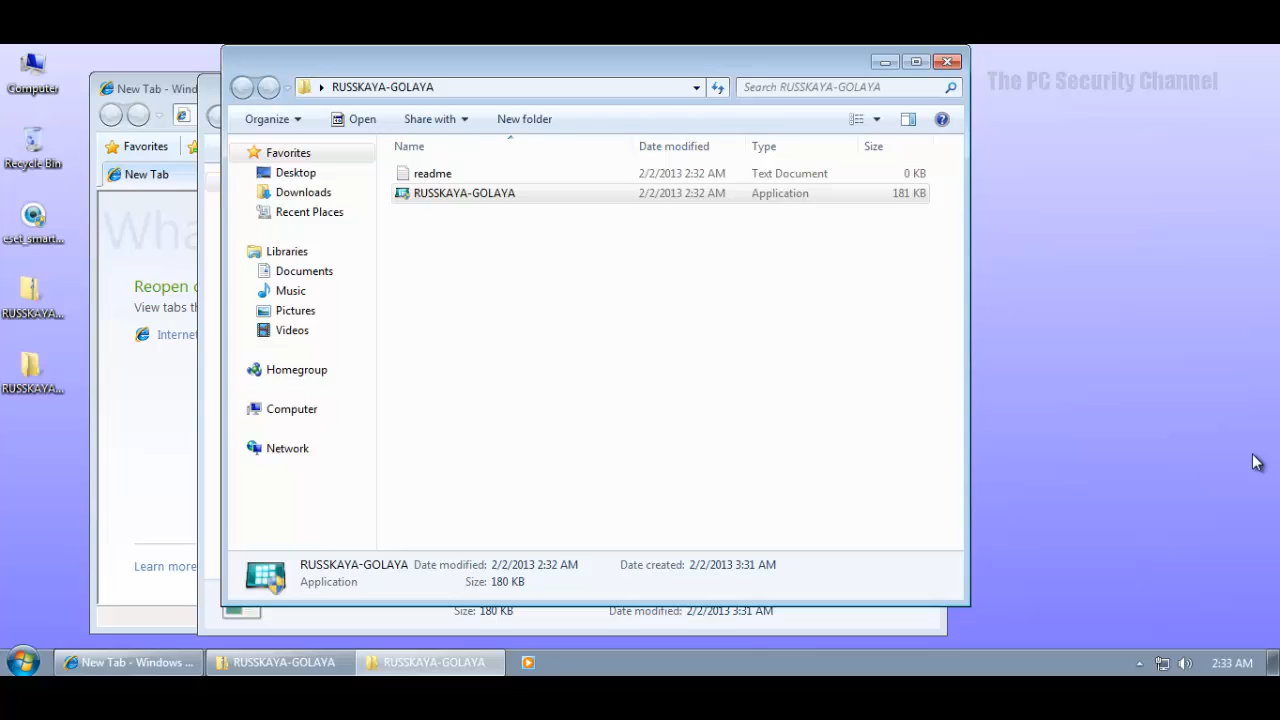 The PC Security Channel
Computer
Recycle Bin
eset_smart...
RUSSKAYA...
RUSSKAYA...
New Tab - Wind
Favorites
New Tab
Wha
Reopen
View tabs th
Internet
Learn more
RUSSKAYA-GOLAYA
Search RUSSKAYA-GOLAYA
Organize Open Share with New folder
Favorites
Desktop
Downloads
Recent Places
Libraries
Documents
Music
Pictures
Videos
Homegroup
Computer
Network
Name Date modified Type Size
readme 2/2/2013 2:32 AM Text Document 0 KB
RUSSKAYA-GOLAYA 2/2/2013 2:32 AM Application 181 KB
RUSSKAYA-GOLAYA Date modified: 2/2/2013 2:32 AM Date created: 2/2/2013 3:31 AM
Application Size: 180 KB
Size: 180 KB Date modified: 2/2/2013 3:31 AM
New Tab - Windows ... RUSSKAYA-GOLAYA RUSSKAYA-GOLAYA 2:33 AM